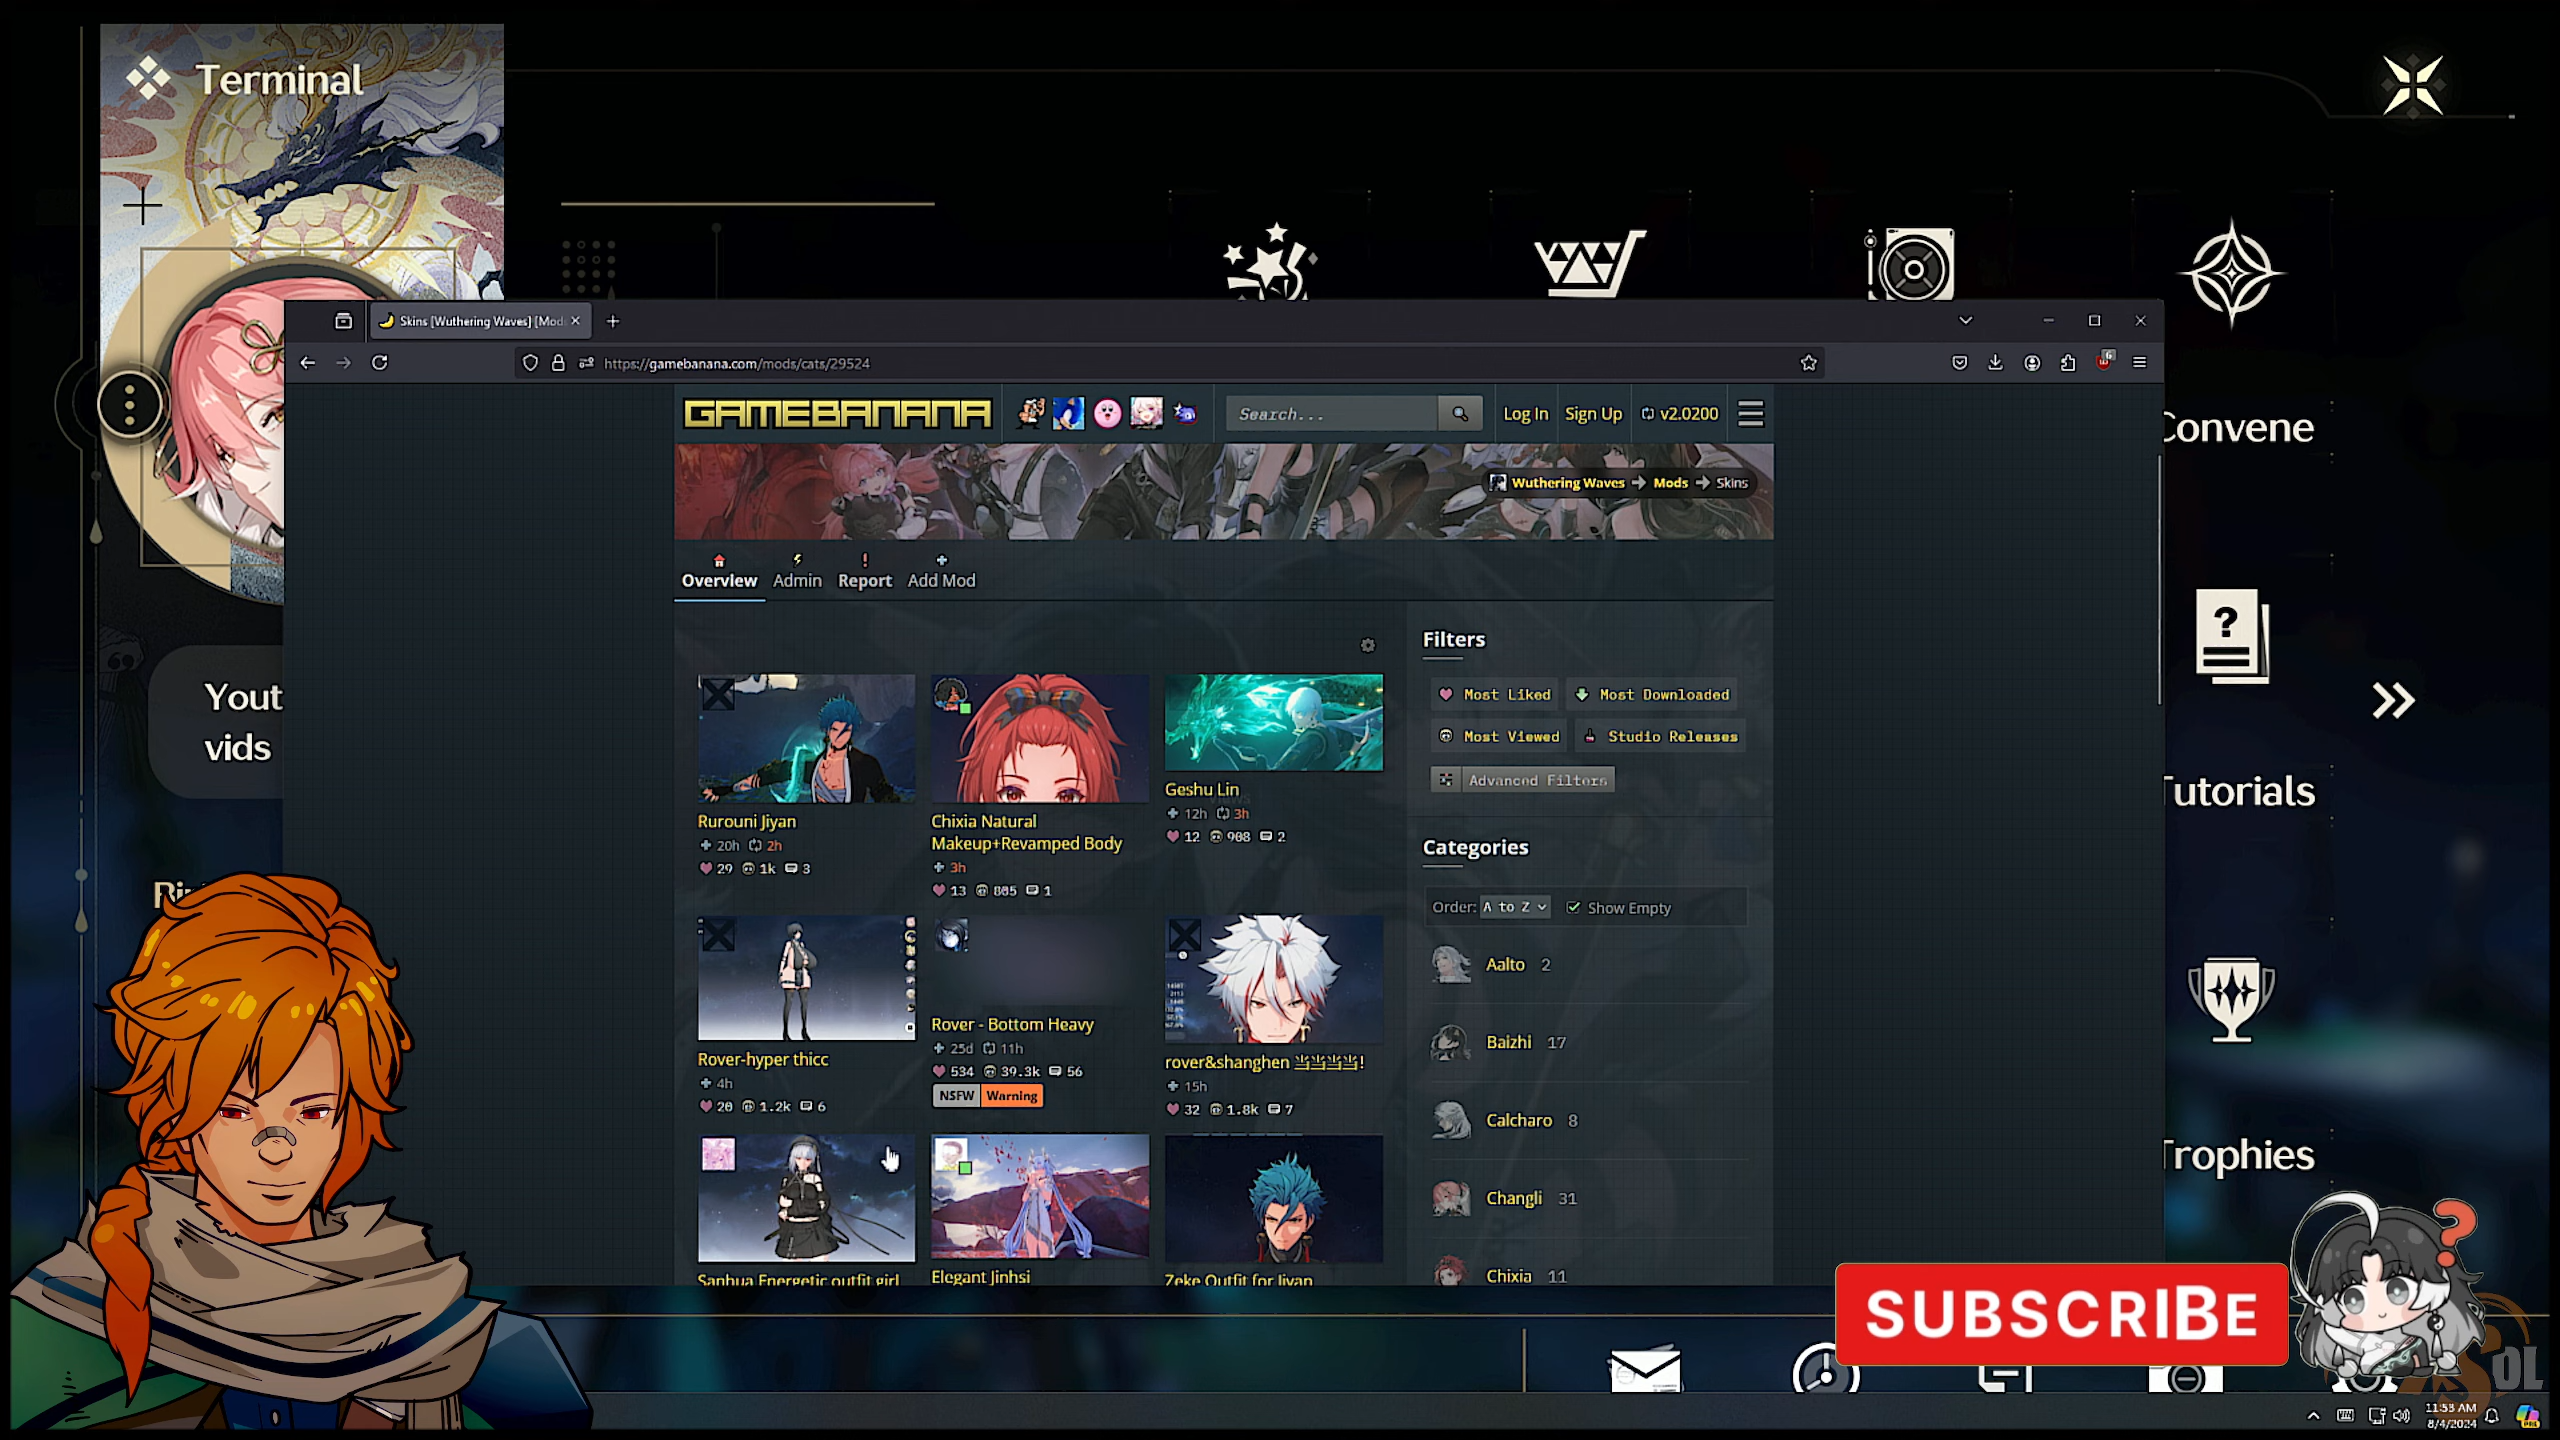 Terminal
Skins [Wuthering Waves] [Mod
https://gamebanana.com/mods/cats/29524
6
GAMEBANANA
Search...
Log In
Sign Up
v2.0200
Wuthering Waves
Mods
Skins
Convene
Overview
Admin
Report
Add Mod
Yout
vids
Rurouni Jiyan
20h 2h
29 1k 3
Chixia Natural
Makeup+Revamped Body
3h
13 805 1
Geshu Lin
12h 3h
12 908 2
Rover-hyper thicc
4h
20 1.2k 6
Rover - Bottom Heavy
25d 11h
534 39.3k 56
NSFW Warning
rover&shanghen 当当当当!
15h
32 1.8k 7
Sanhua Energetic outfit girl
Elegant Jinhsi
Zeke Outfit for Jiyan
Filters
Most Liked
Most Downloaded
Most Viewed
Studio Releases
Advanced Filters
Categories
Order: A to Z
Show Empty
Aalto 2
Baizhi 17
Calcharo 8
Changli 31
Chixia 11
?
Tutorials
Trophies
?
SUBSCRIBE
11:53 AM
8/4/2024